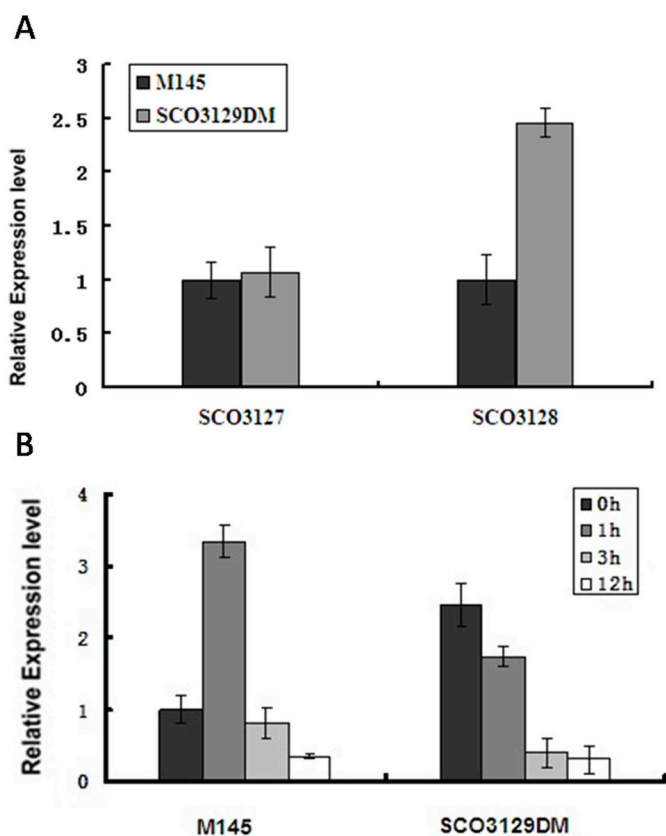 A
Relative Expression level
3
2.5
2
1.5
1
0.5
0
M145
SCO3129DM
SCO3127
SCO3128
B
Relative Expression level
4
3
2
1
0
0h
1h
3h
12h
M145
SCO3129DM